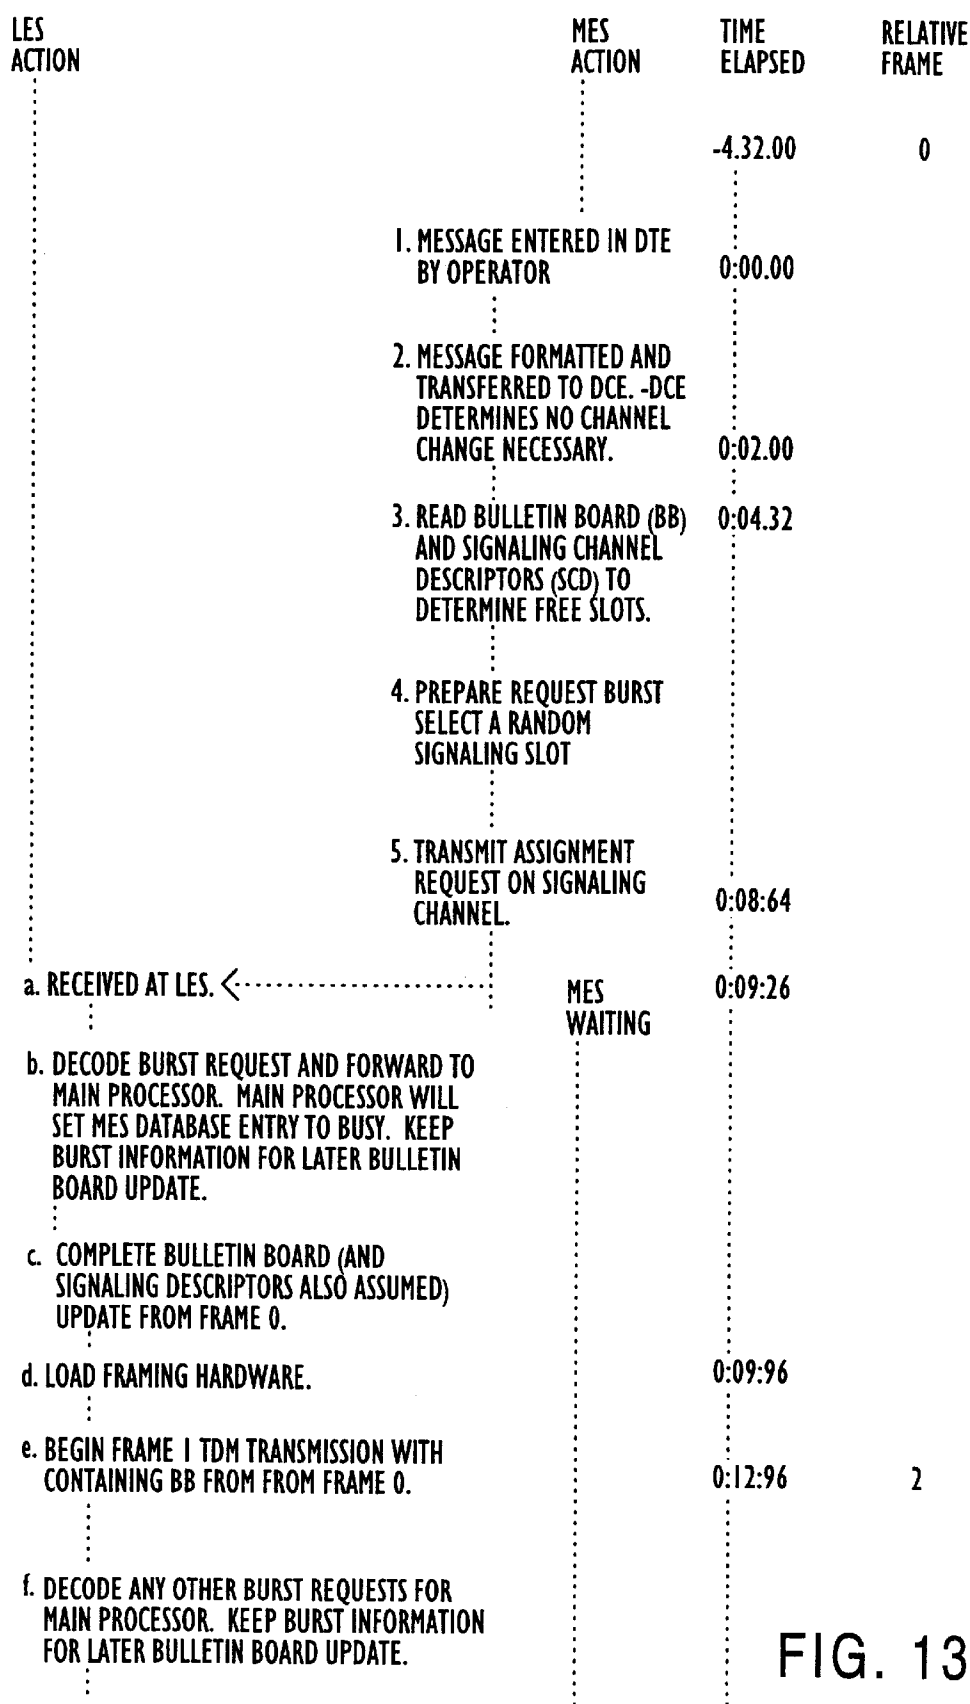 LES
ACTION
MES
ACTION
TIME
ELAPSED
RELATIVE
FRAME
-4.32.00 0
1. MESSAGE ENTERED IN DTE
BY OPERATOR 0:00.00
2. MESSAGE FORMATTED AND
TRANSFERRED TO DCE. -DCE
DETERMINES NO CHANNEL
CHANGE NECESSARY. 0:02.00
3. READ BULLETIN BOARD (BB) 0:04.32
AND SIGNALING CHANNEL
DESCRIPTORS (SCD) TO
DETERMINE FREE SLOTS.
4. PREPARE REQUEST BURST
SELECT A RANDOM
SIGNALING SLOT
5. TRANSMIT ASSIGNMENT
REQUEST ON SIGNALING
CHANNEL. 0:08:64
a. RECEIVED AT LES. 0:09:26
MES
WAITING
b. DECODE BURST REQUEST AND FORWARD TO
MAIN PROCESSOR. MAIN PROCESSOR WILL
SET MES DATABASE ENTRY TO BUSY. KEEP
BURST INFORMATION FOR LATER BULLETIN
BOARD UPDATE.
c. COMPLETE BULLETIN BOARD (AND
SIGNALING DESCRIPTORS ALSO ASSUMED)
UPDATE FROM FRAME 0.
d. LOAD FRAMING HARDWARE. 0:09:96
e. BEGIN FRAME 1 TDM TRANSMISSION WITH
CONTAINING BB FROM FROM FRAME 0. 0:12:96 2
f. DECODE ANY OTHER BURST REQUESTS FOR
MAIN PROCESSOR. KEEP BURST INFORMATION
FOR LATER BULLETIN BOARD UPDATE.
FIG. 13